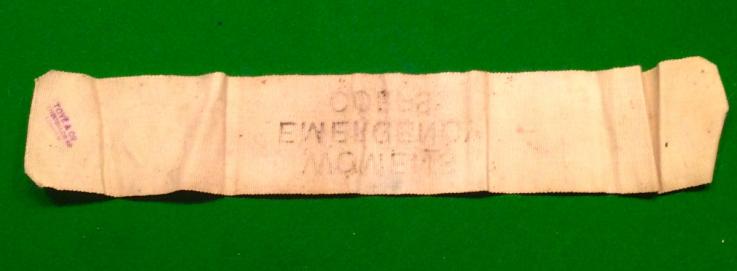 WOMEN'S
EMERGENCY
CORPS
TOYE & Co